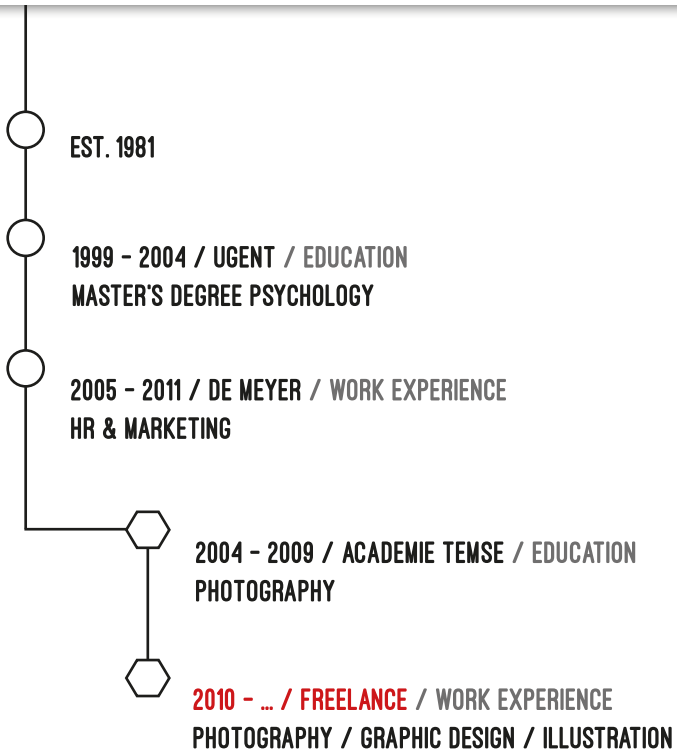 EST. 1981
1999 - 2004 / UGENT / EDUCATION
MASTER'S DEGREE PSYCHOLOGY
2005 - 2011 / DE MEYER / WORK EXPERIENCE
HR & MARKETING
2004 - 2009 / ACADEMIE TEMSE / EDUCATION
PHOTOGRAPHY
2010 - ... / FREELANCE / WORK EXPERIENCE
PHOTOGRAPHY / GRAPHIC DESIGN / ILLUSTRATION